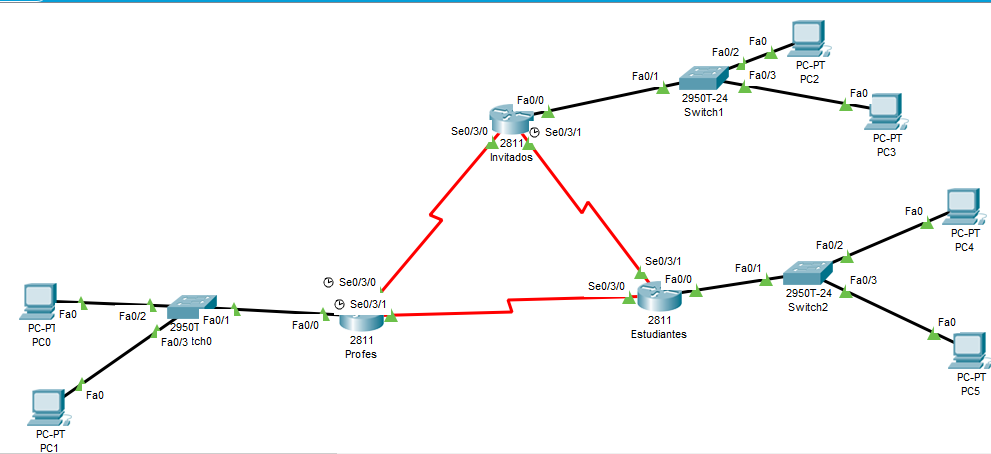 Fa0
Fa0/2
PC-PT
PC2
Fa0/1
Fa0/3
2950T-24
Switch1
Fa0
PC-PT
PC3
Fa0/0
Se0/3/0
Se0/3/1
2811
Invitados
Fa0
PC-PT
PC4
Fa0/2
Se0/3/1
Fa0/1
Fa0/0
Se0/3/0
Fa0/3
2950T-24
Switch2
2811
Estudiantes
Fa0
PC-PT
PC5
Se0/3/0
Se0/3/1
Fa0/0
2811
Profes
Fa0
PC-PT
PC0
Fa0/2
Fa0/1
2950T
Fa0/3
tch0
Fa0
PC-PT
PC1